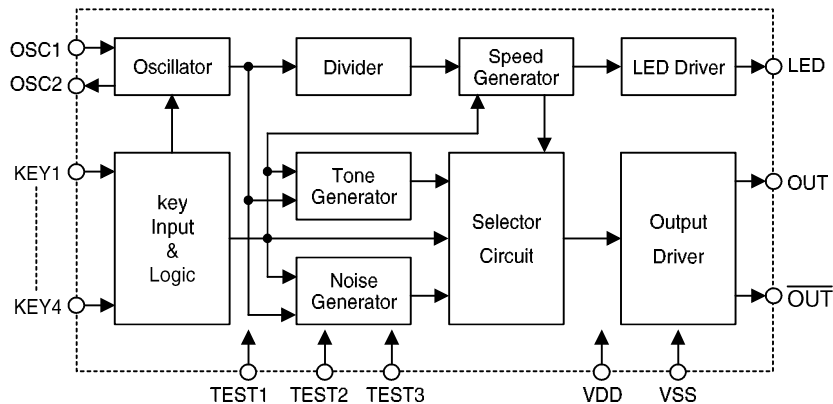 OSC1
OSC2
Oscillator
Divider
Speed
Generator
LED Driver
LED
KEY1
KEY4
key
Input
&
Logic
Tone
Generator
Noise
Generator
Selector
Circuit
Output
Driver
OUT
O̅U̅T̅
TEST1
TEST2
TEST3
VDD
VSS